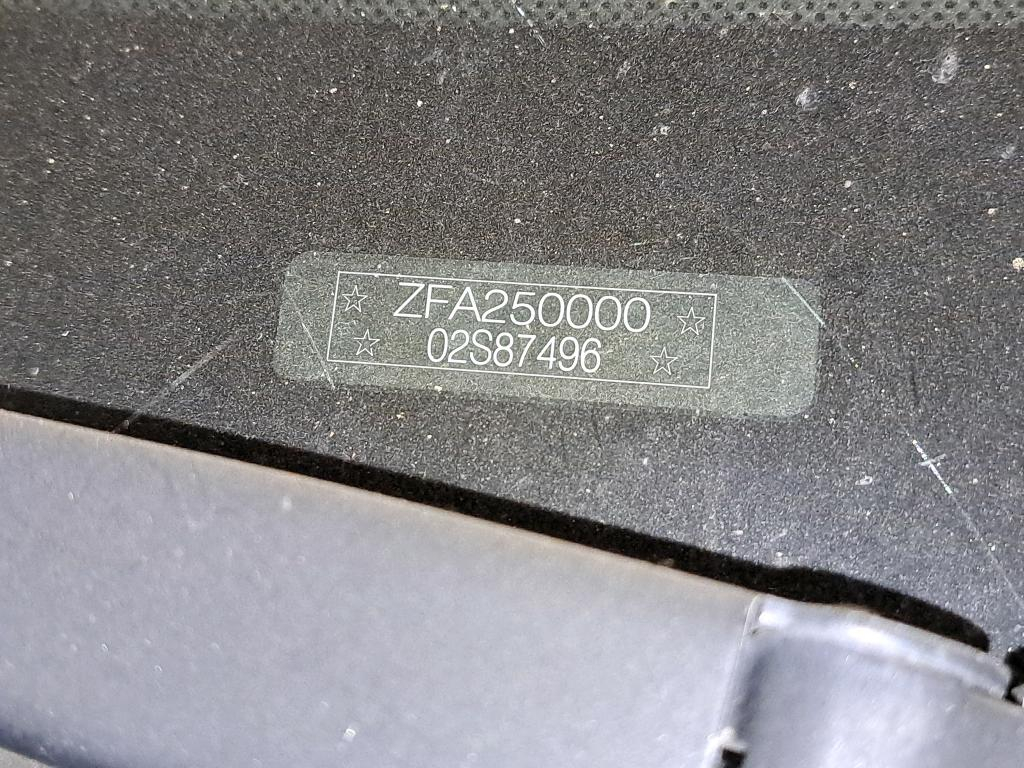 ☆ ZFA250000 ☆
☆ 02S87496 ☆